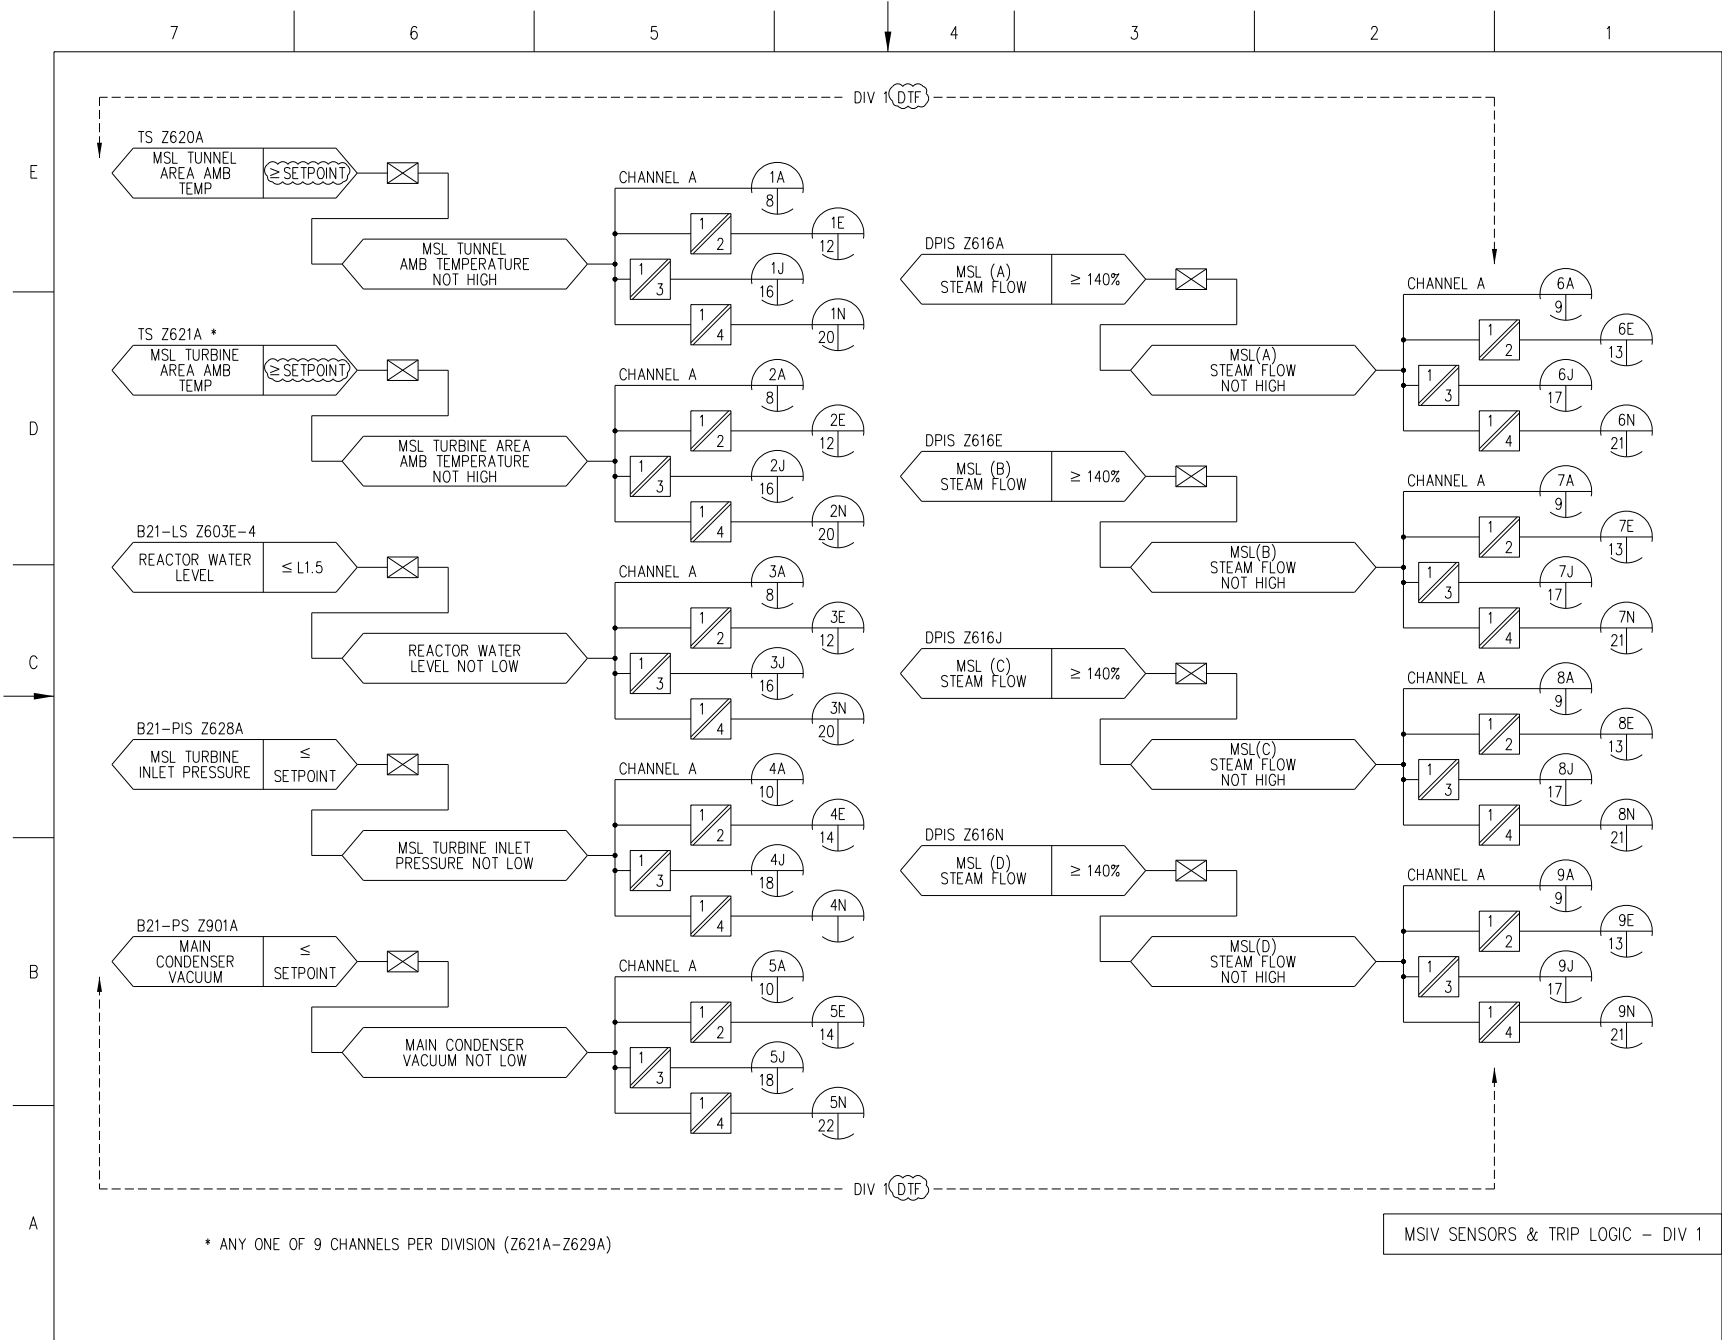 7 6 5 4 3 2 1
E
D
C
B
A
DIV 1 DTF
TS Z620A
MSL TUNNEL
AREA AMB
TEMP
≥ SETPOINT
MSL TUNNEL
AMB TEMPERATURE
NOT HIGH
CHANNEL A
1A
8
1
2
1E
12
1
3
1J
16
1
4
1N
20
TS Z621A *
MSL TURBINE
AREA AMB
TEMP
≥ SETPOINT
MSL TURBINE AREA
AMB TEMPERATURE
NOT HIGH
CHANNEL A
2A
8
1
2
2E
12
1
3
2J
16
1
4
2N
20
B21-LS Z603E-4
REACTOR WATER
LEVEL
≤ L1.5
REACTOR WATER
LEVEL NOT LOW
CHANNEL A
3A
8
1
2
3E
12
1
3
3J
16
1
4
3N
20
B21-PIS Z628A
MSL TURBINE
INLET PRESSURE
≤
SETPOINT
MSL TURBINE INLET
PRESSURE NOT LOW
CHANNEL A
4A
10
1
2
4E
14
1
3
4J
18
1
4
4N
B21-PS Z901A
MAIN
CONDENSER
VACUUM
≤
SETPOINT
MAIN CONDENSER
VACUUM NOT LOW
CHANNEL A
5A
10
1
2
5E
14
1
3
5J
18
1
4
5N
22
DPIS Z616A
MSL (A)
STEAM FLOW
≥ 140%
MSL(A)
STEAM FLOW
NOT HIGH
CHANNEL A
6A
9
1
2
6E
13
1
3
6J
17
1
4
6N
21
DPIS Z616E
MSL (B)
STEAM FLOW
≥ 140%
MSL(B)
STEAM FLOW
NOT HIGH
CHANNEL A
7A
9
1
2
7E
13
1
3
7J
17
1
4
7N
21
DPIS Z616J
MSL (C)
STEAM FLOW
≥ 140%
MSL(C)
STEAM FLOW
NOT HIGH
CHANNEL A
8A
9
1
2
8E
13
1
3
8J
17
1
4
8N
21
DPIS Z616N
MSL (D)
STEAM FLOW
≥ 140%
MSL(D)
STEAM FLOW
NOT HIGH
CHANNEL A
9A
9
1
2
9E
13
1
3
9J
17
1
4
9N
21
DIV 1 DTF
* ANY ONE OF 9 CHANNELS PER DIVISION (Z621A-Z629A)
MSIV SENSORS & TRIP LOGIC - DIV 1